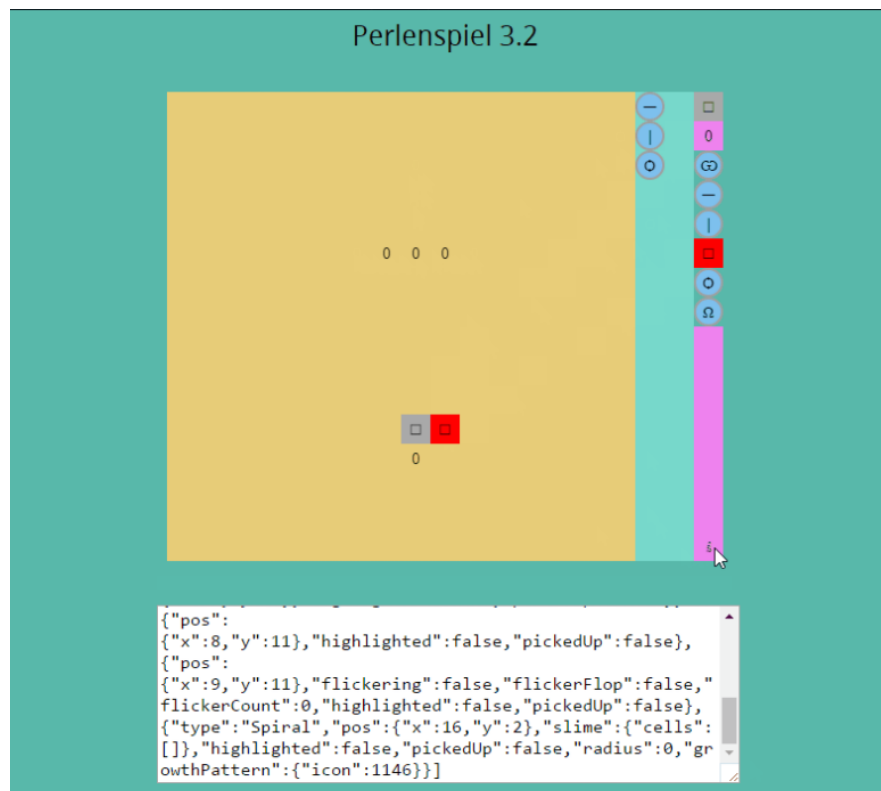 Perlenspiel 3.2
0
0 0 0
Ω
0
{"pos":
{"x":8,"y":11},"highlighted":false,"pickedUp":false},
{"pos":
{"x":9,"y":11},"flickering":false,"flickerFlop":false,"
flickerCount":0,"highlighted":false,"pickedUp":false},
{"type":"Spiral","pos":{"x":16,"y":2},"slime":{"cells":
[]},"highlighted":false,"pickedUp":false,"radius":0,"gr
owthPattern":{"icon":1146}}]